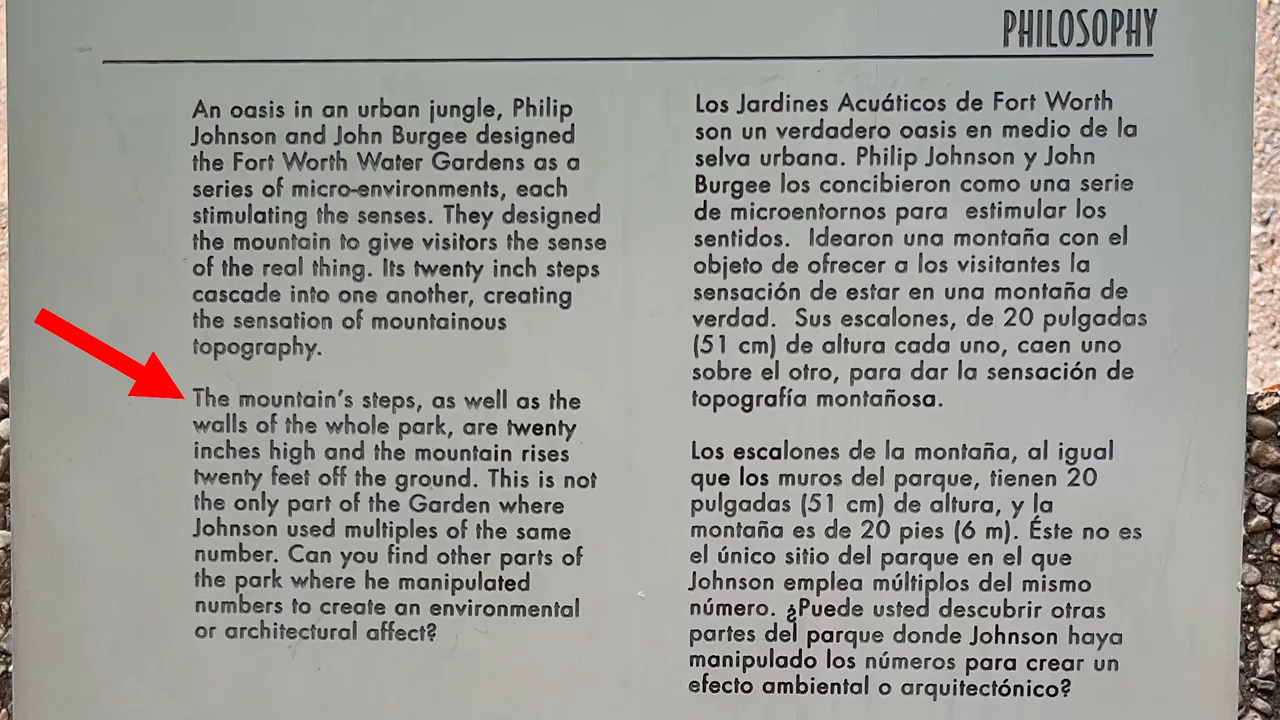 PHILOSOPHY
An oasis in an urban jungle, Philip
Johnson and John Burgee designed
the Fort Worth Water Gardens as a
series of micro-environments, each
stimulating the senses. They designed
the mountain to give visitors the sense
of the real thing. Its twenty inch steps
cascade into one another, creating
the sensation of mountainous
topography.
The mountain's steps, as well as the
walls of the whole park, are twenty
inches high and the mountain rises
twenty feet off the ground. This is not
the only part of the Garden where
Johnson used multiples of the same
number. Can you find other parts of
the park where he manipulated
numbers to create an environmental
or architectural affect?
Los Jardines Acuáticos de Fort Worth
son un verdadero oasis en medio de la
selva urbana. Philip Johnson y John
Burgee los concibieron como una serie
de microentornos para estimular los
sentidos. Idearon una montaña con el
objeto de ofrecer a los visitantes la
sensación de estar en una montaña de
verdad. Sus escalones, de 20 pulgadas
(51 cm) de altura cada uno, caen uno
sobre el otro, para dar la sensación de
topografía montañosa.
Los escalones de la montaña, al igual
que los muros del parque, tienen 20
pulgadas (51 cm) de altura, y la
montaña es de 20 pies (6 m). Éste no es
el único sitio del parque en el que
Johnson emplea múltiplos del mismo
número. ¿Puede usted descubrir otras
partes del parque donde Johnson haya
manipulado los números para crear un
efecto ambiental o arquitectónico?